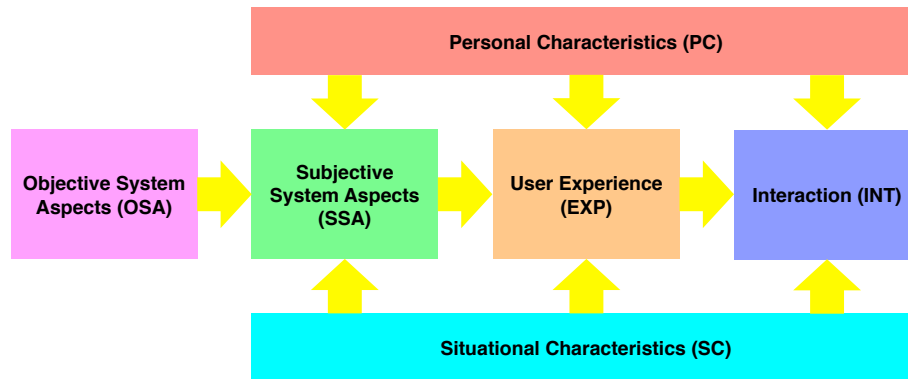 Personal Characteristics (PC)
Objective System
Aspects (OSA)
Subjective
System Aspects
(SSA)
User Experience
(EXP)
Interaction (INT)
Situational Characteristics (SC)